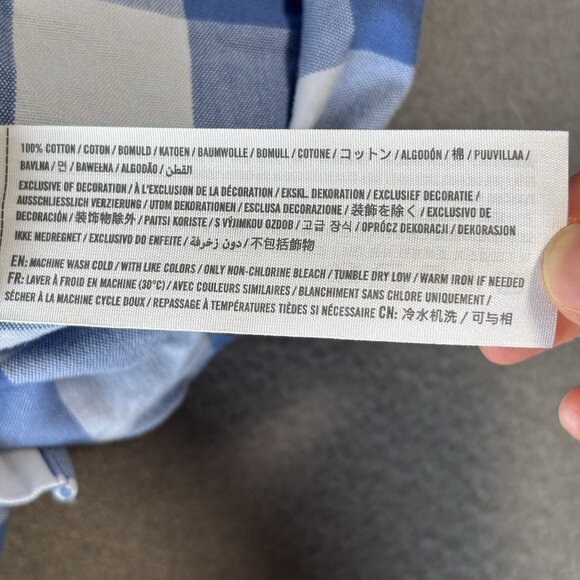 100% COTTON / COTON / BOMULD / KATOEN / BAUMWOLLE / BOMULL / COTONE / コットン / ALGODÓN / 棉 / PUUVILLAA /
BAVLNA / 면 / BAWEŁNA / ALGODÃO / القطن
EXCLUSIVE OF DECORATION / À L'EXCLUSION DE LA DÉCORATION / EKSKL. DEKORATION / EXCLUSIEF DECORATIE /
AUSSCHLIESSLICH VERZIERUNG / UTOM DEKORATIONEN / ESCLUSA DECORAZIONE / 装飾を除く / EXCLUSIVO DE
DECORACIÓN / 装饰物除外 / PAITSI KORISTE / S VÝJIMKOU OZDOB / 고급 장식 / OPRÓCZ DEKORACJI / DEKORASJON
IKKE MEDREGNET / EXCLUSIVO DO ENFEITE / دون زخرفة / 不包括飾物
EN: MACHINE WASH COLD / WITH LIKE COLORS / ONLY NON-CHLORINE BLEACH / TUMBLE DRY LOW / WARM IRON IF NEEDED
FR: LAVER À FROID EN MACHINE (30°C) / AVEC COULEURS SIMILAIRES / BLANCHIMENT SANS CHLORE UNIQUEMENT /
SÉCHER À LA MACHINE CYCLE DOUX / REPASSAGE À TEMPÉRATURES TIÈDES SI NÉCESSAIRE CN: 冷水机洗 / 可与相